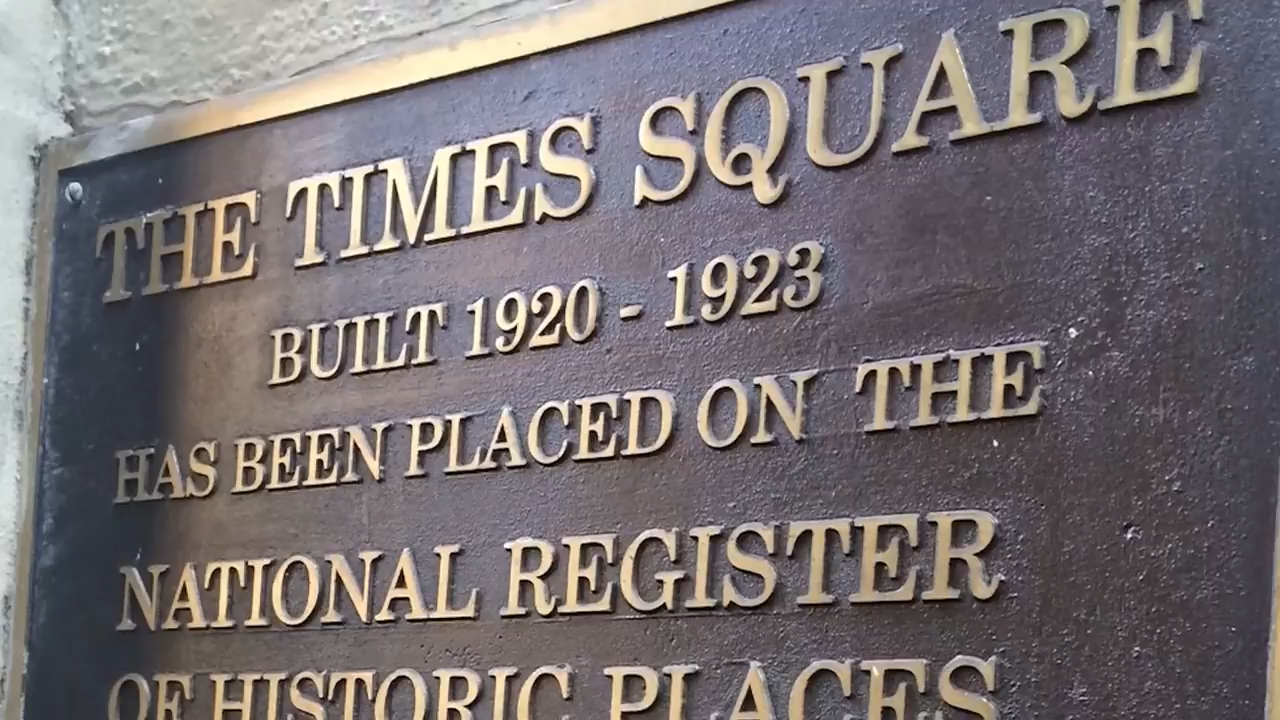 THE TIMES SQUARE
BUILT 1920 - 1923
HAS BEEN PLACED ON THE
NATIONAL REGISTER
OF HISTORIC PLACES